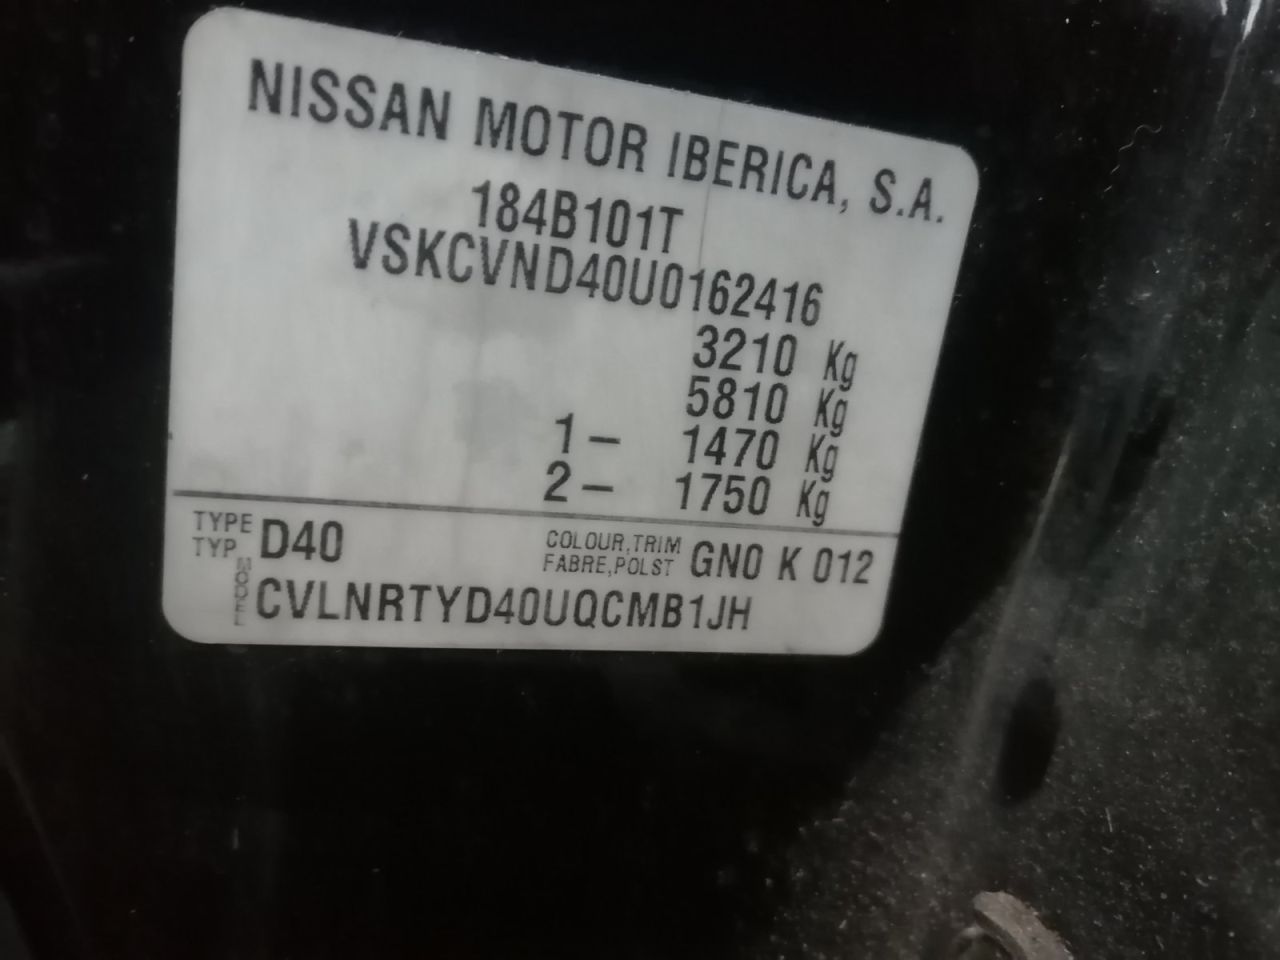 NISSAN MOTOR IBERICA, S.A.
184B101T
VSKCVND40U0162416
3210 Kg
5810 Kg
1 - 1470 Kg
2 - 1750 Kg
TYPE TYP D40 COLOUR,TRIM FABRE,POLST GN0 K 012
MODEL CVLNRTYD40UQCMB1JH